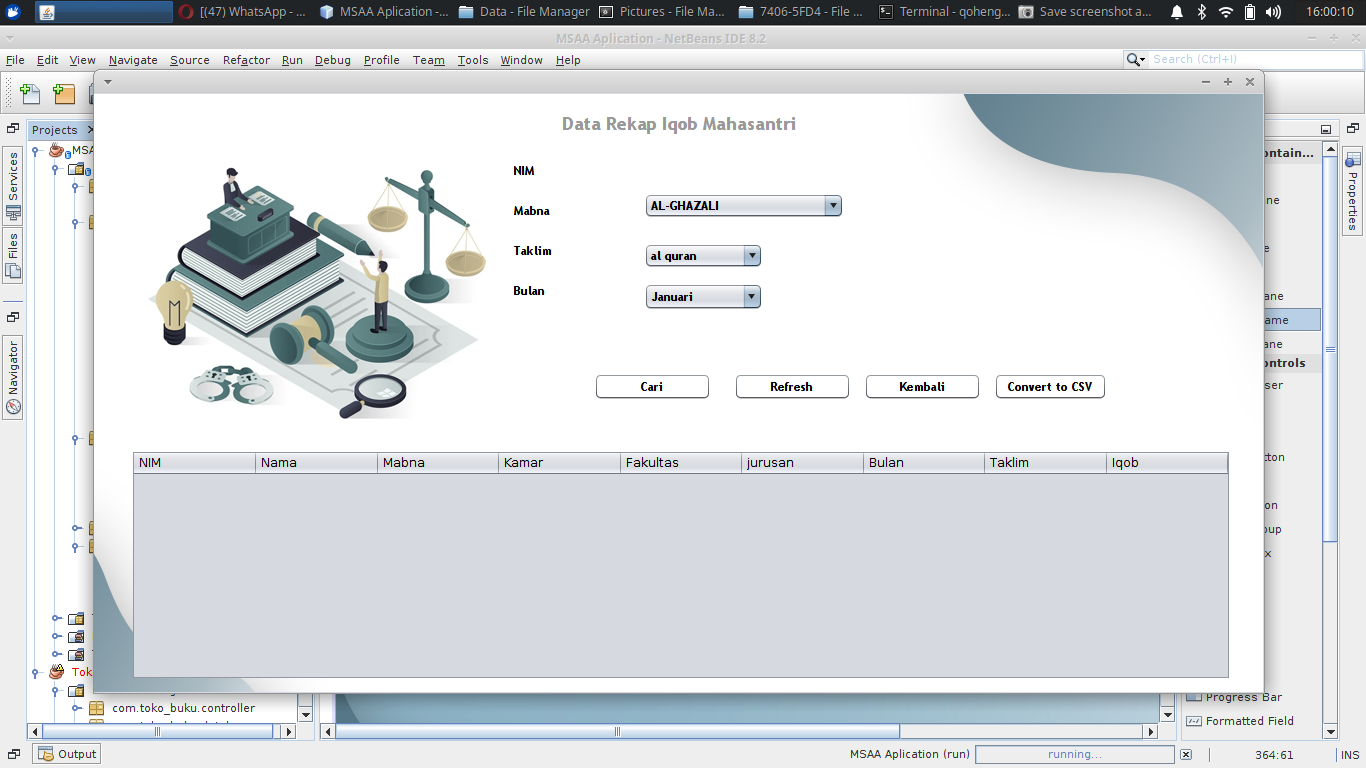 [(47) WhatsApp - ...
MSAA Aplication -...
Data - File Manager
Pictures - File Ma...
7406-5FD4 - File ...
Terminal - qoheng...
Save screenshot a...
16:00:10
MSAA Aplication - NetBeans IDE 8.2
File Edit View Navigate Source Refactor Run Debug Profile Team Tools Window Help
Search (Ctrl+I)
Projects
Services
Files
Navigator
MSA
Data Rekap Iqob Mahasantri
NIM
Mabna
AL-GHAZALI
Taklim
al quran
Bulan
Januari
Cari
Refresh
Kembali
Convert to CSV
NIM Nama Mabna Kamar Fakultas jurusan Bulan Taklim Iqob
ontain...
ne
e
ane
ame
ane
ontrols
ser
tton
on
oup
x
Properties
Tok
com.toko_buku.controller
Progress Bar
Formatted Field
Output
MSAA Aplication (run)
running...
364:61
INS